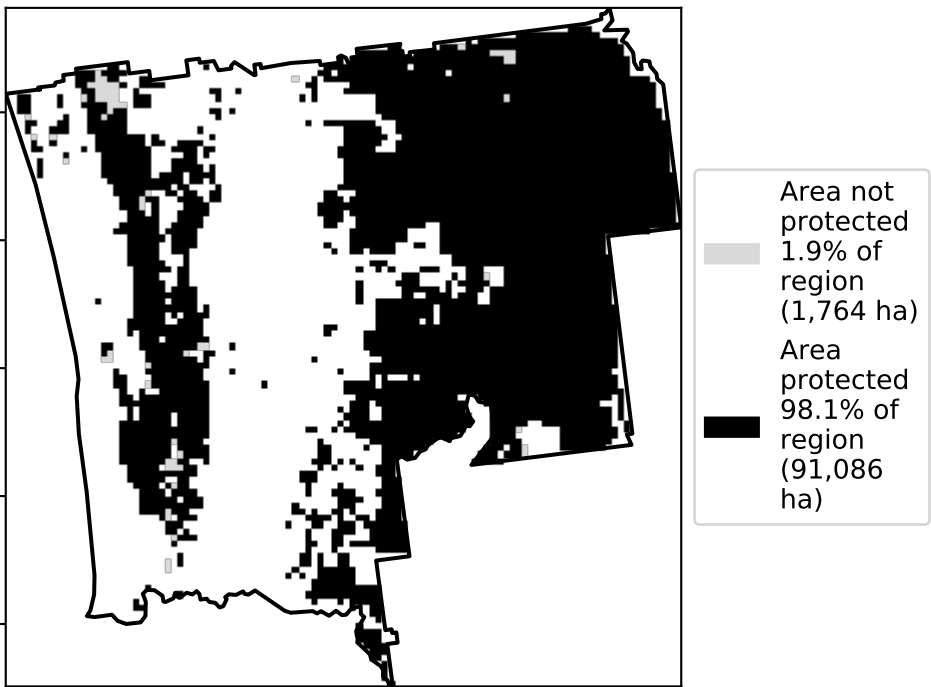 Area not
protected
1.9% of
region
(1,764 ha)
Area
protected
98.1% of
region
(91,086
ha)